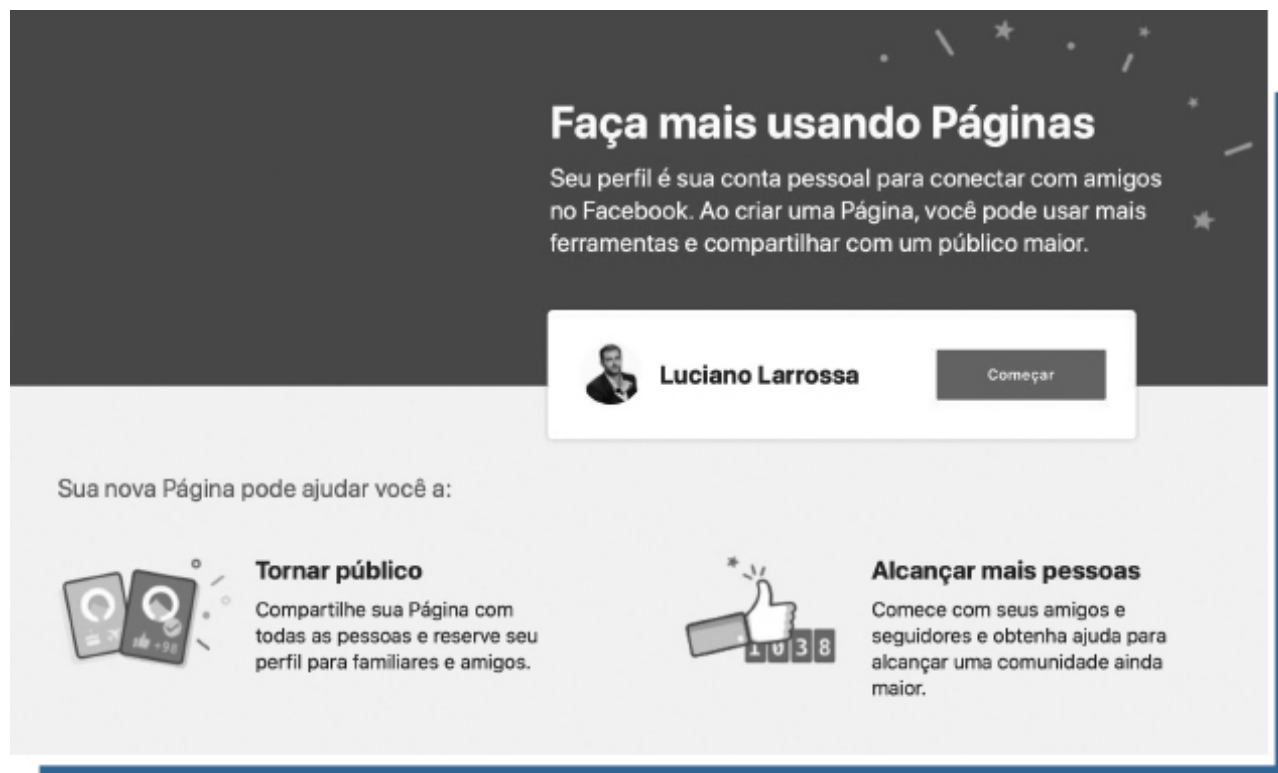 Faça mais usando Páginas
Seu perfil é sua conta pessoal para conectar com amigos
no Facebook. Ao criar uma Página, você pode usar mais
ferramentas e compartilhar com um público maior.
Luciano Larrossa
Começar
Sua nova Página pode ajudar você a:
Tornar público
Compartilhe sua Página com
todas as pessoas e reserve seu
perfil para familiares e amigos.
+98
Alcançar mais pessoas
Comece com seus amigos e
seguidores e obtenha ajuda para
alcançar uma comunidade ainda
maior.
1038